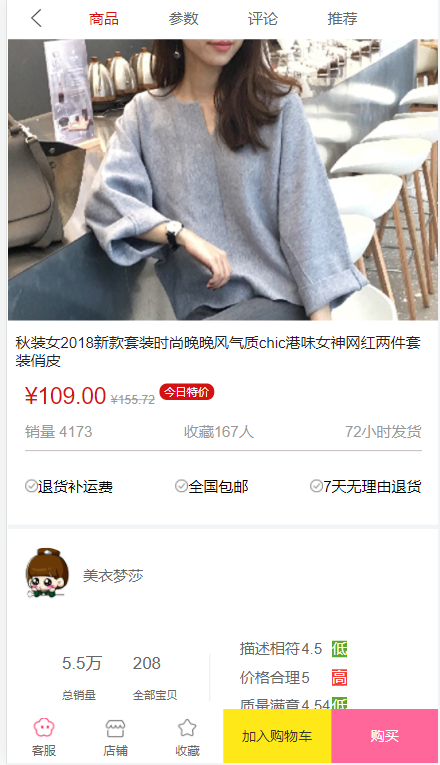 商品 参数 评论 推荐
秋装女2018新款套装时尚晚晚风气质chic港味女神网红两件套
装俏皮
¥109.00 ¥155.72 今日特价
销量 4173 收藏167人 72小时发货
退货补运费 全国包邮 7天无理由退货
美衣梦莎
描述相符4.5 低
5.5万 208
价格合理5 高
总销量 全部宝贝
质量满意4.54低
客服 店铺 收藏 加入购物车 购买